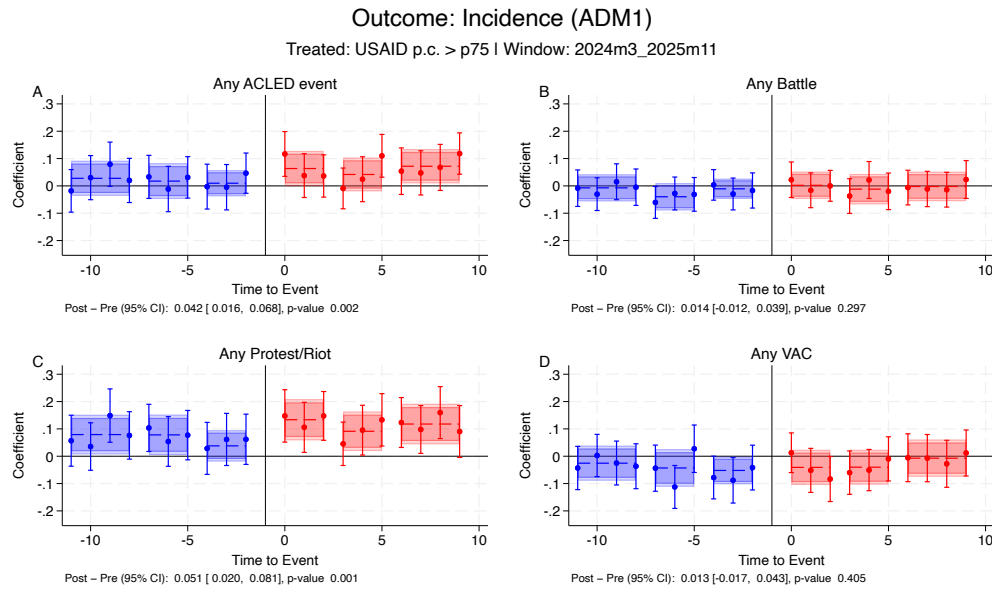 Outcome: Incidence (ADM1)
Treated: USAID p.c. > p75 | Window: 2024m3_2025m11
A
Any ACLED event
.3
.2
.1
0
-.1
-.2
Coefficient
-10
-5
0
5
10
Time to Event
Post − Pre (95% CI):  0.042 [ 0.016,  0.068], p-value  0.002
B
Any Battle
.3
.2
.1
0
-.1
-.2
Coefficient
-10
-5
0
5
10
Time to Event
Post − Pre (95% CI):  0.014 [-0.012,  0.039], p-value  0.297
C
Any Protest/Riot
.3
.2
.1
0
-.1
-.2
Coefficient
-10
-5
0
5
10
Time to Event
Post − Pre (95% CI):  0.051 [ 0.020,  0.081], p-value  0.001
D
Any VAC
.3
.2
.1
0
-.1
-.2
Coefficient
-10
-5
0
5
10
Time to Event
Post − Pre (95% CI):  0.013 [-0.017,  0.043], p-value  0.405